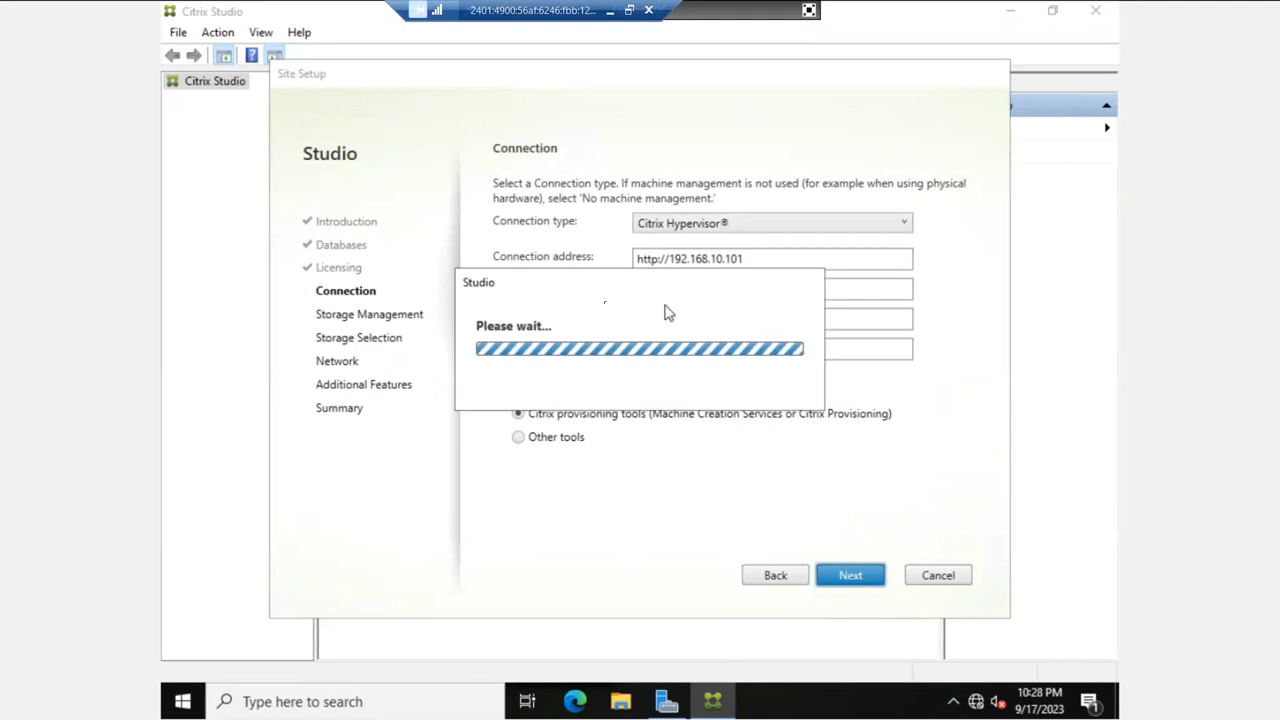 Citrix Studio
2401:4900:56af:6246:fbb:12...
File Action View Help
Citrix Studio
Site Setup
Studio
Introduction
Databases
Licensing
Connection
Storage Management
Storage Selection
Network
Additional Features
Summary
Connection
Select a Connection type. If machine management is not used (for example when using physical
hardware), select 'No machine management.'
Connection type: Citrix Hypervisor®
Connection address: http://192.168.10.101
Studio
Please wait...
Citrix provisioning tools (Machine Creation Services or Citrix Provisioning)
Other tools
Back Next Cancel
Type here to search
10:28 PM
9/17/2023
1